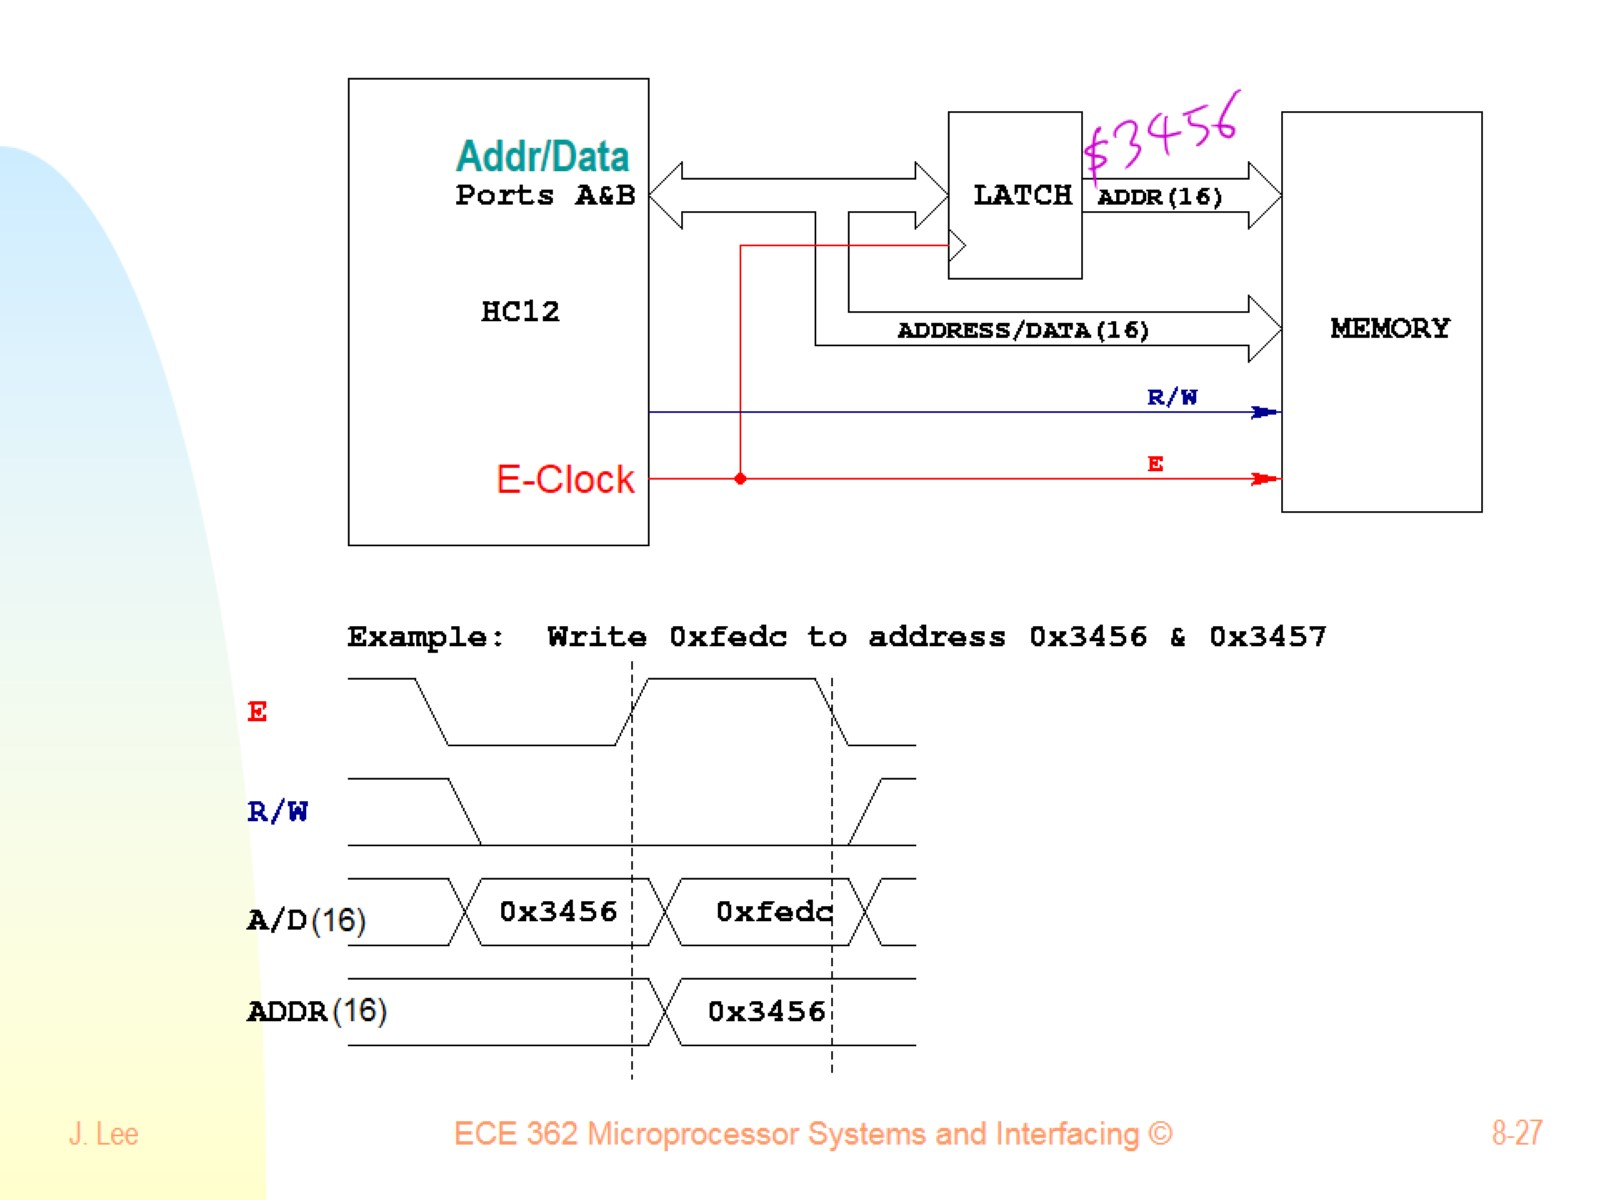 $3456
Addr/Data
Ports A&B
LATCH
ADDR(16)
HC12
ADDRESS/DATA(16)
MEMORY
R/W
E-Clock
E
Example: Write 0xfedc to address 0x3456 & 0x3457
E
R/W
A/D(16)
0x3456
0xfedc
ADDR(16)
0x3456
J. Lee
ECE 362 Microprocessor Systems and Interfacing ©
8-27